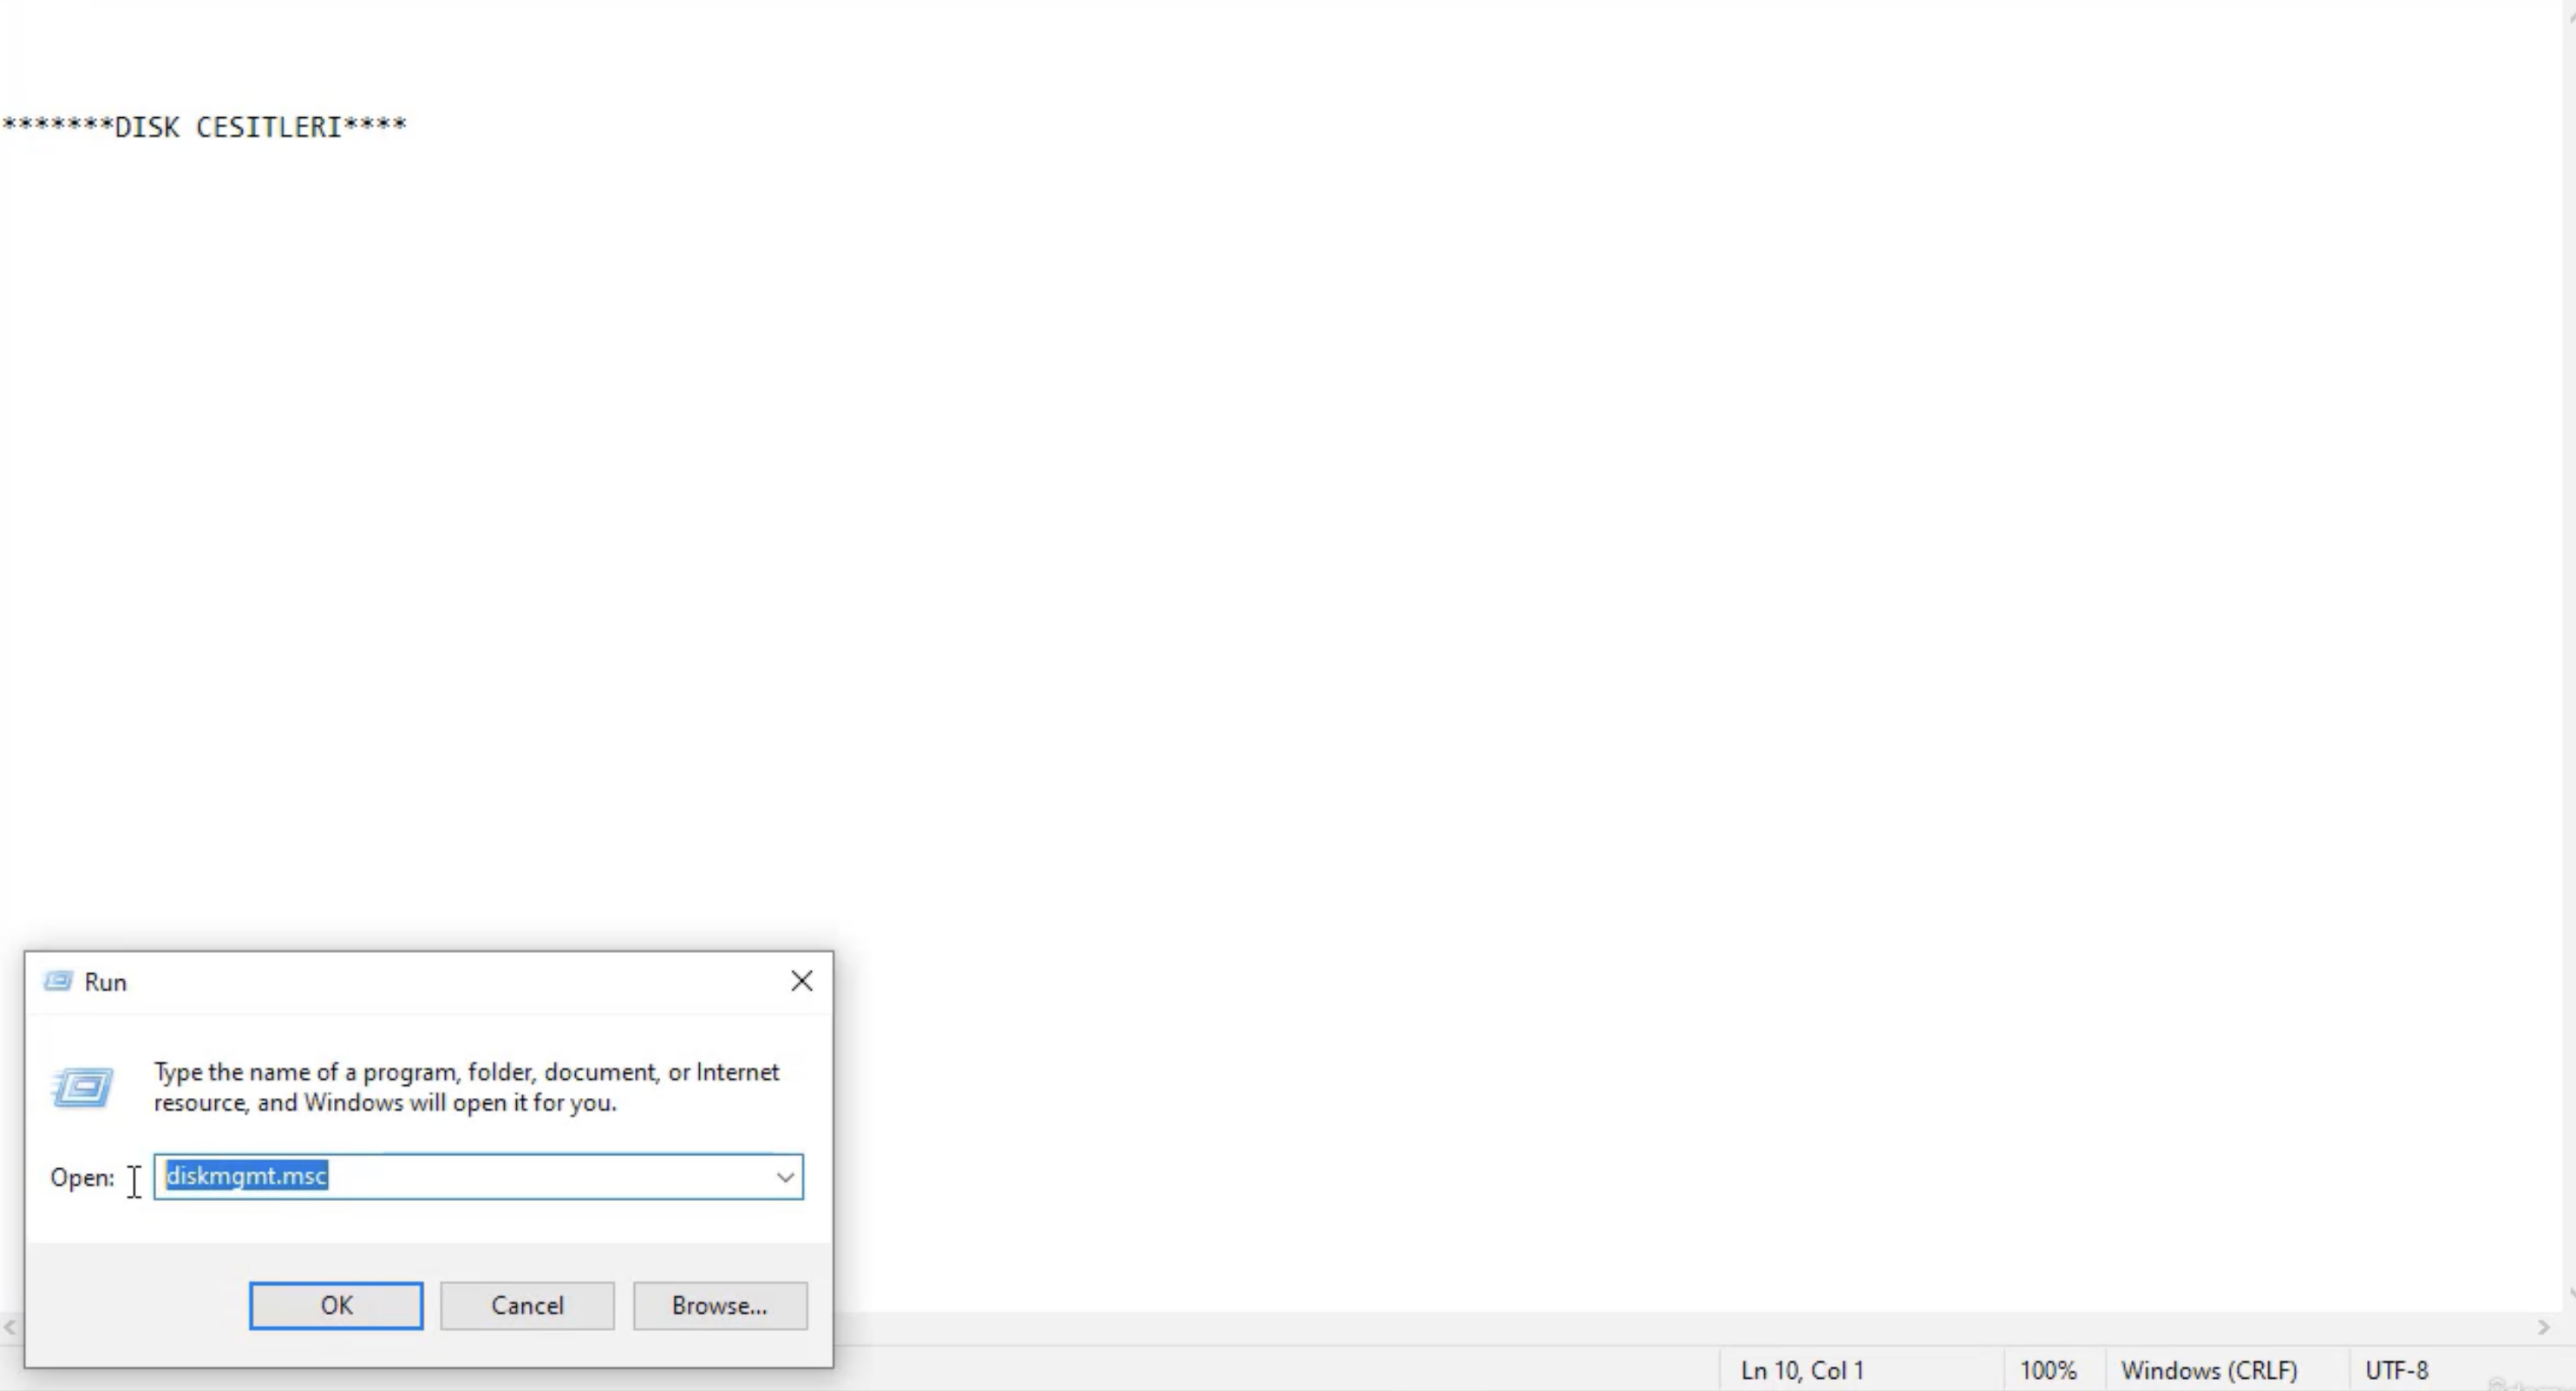 *******DISK CESITLERI****
Run
Type the name of a program, folder, document, or Internet
resource, and Windows will open it for you.
Open: diskmgmt.msc
OK Cancel Browse...
Ln 10, Col 1 100% Windows (CRLF) UTF-8